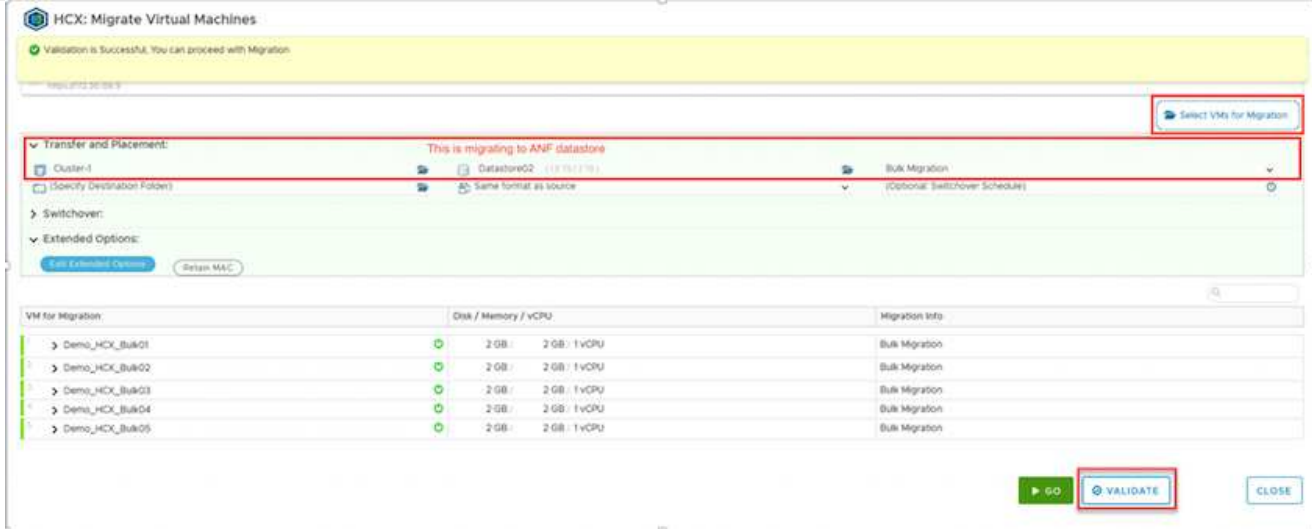 HCX: Migrate Virtual Machines
Validation is Successful, You can proceed with Migration
Select VMs for Migration
Transfer and Placement:
This is migrating to ANF datastore
Cluster-1 Datastore02 Bulk Migration
(Specify Destination Folder) Same format as source (Optional: Switchover Schedule)
Switchover:
Extended Options:
Edit Extended Options Retain MAC
VM for Migration Disk / Memory / vCPU Migration Info
1 Demo_HCX_Bulk01 2 GB / 2 GB / 1 vCPU Bulk Migration
2 Demo_HCX_Bulk02 2 GB / 2 GB / 1 vCPU Bulk Migration
3 Demo_HCX_Bulk03 2 GB / 2 GB / 1 vCPU Bulk Migration
4 Demo_HCX_Bulk04 2 GB / 2 GB / 1 vCPU Bulk Migration
5 Demo_HCX_Bulk05 2 GB / 2 GB / 1 vCPU Bulk Migration
GO VALIDATE CLOSE